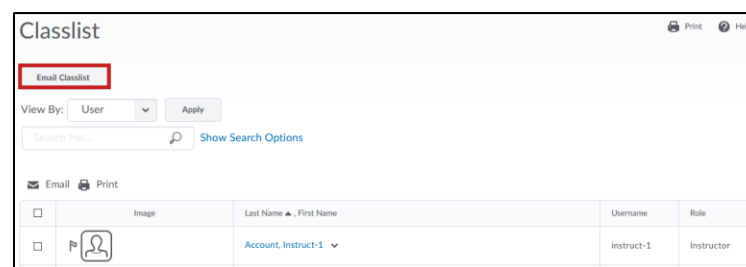 Classlist
Print
Email Classlist
View By: User Apply
Search For... Show Search Options
Email Print
Image Last Name ▲ , First Name Username Role
Account, Instruct-1 instruct-1 Instructor